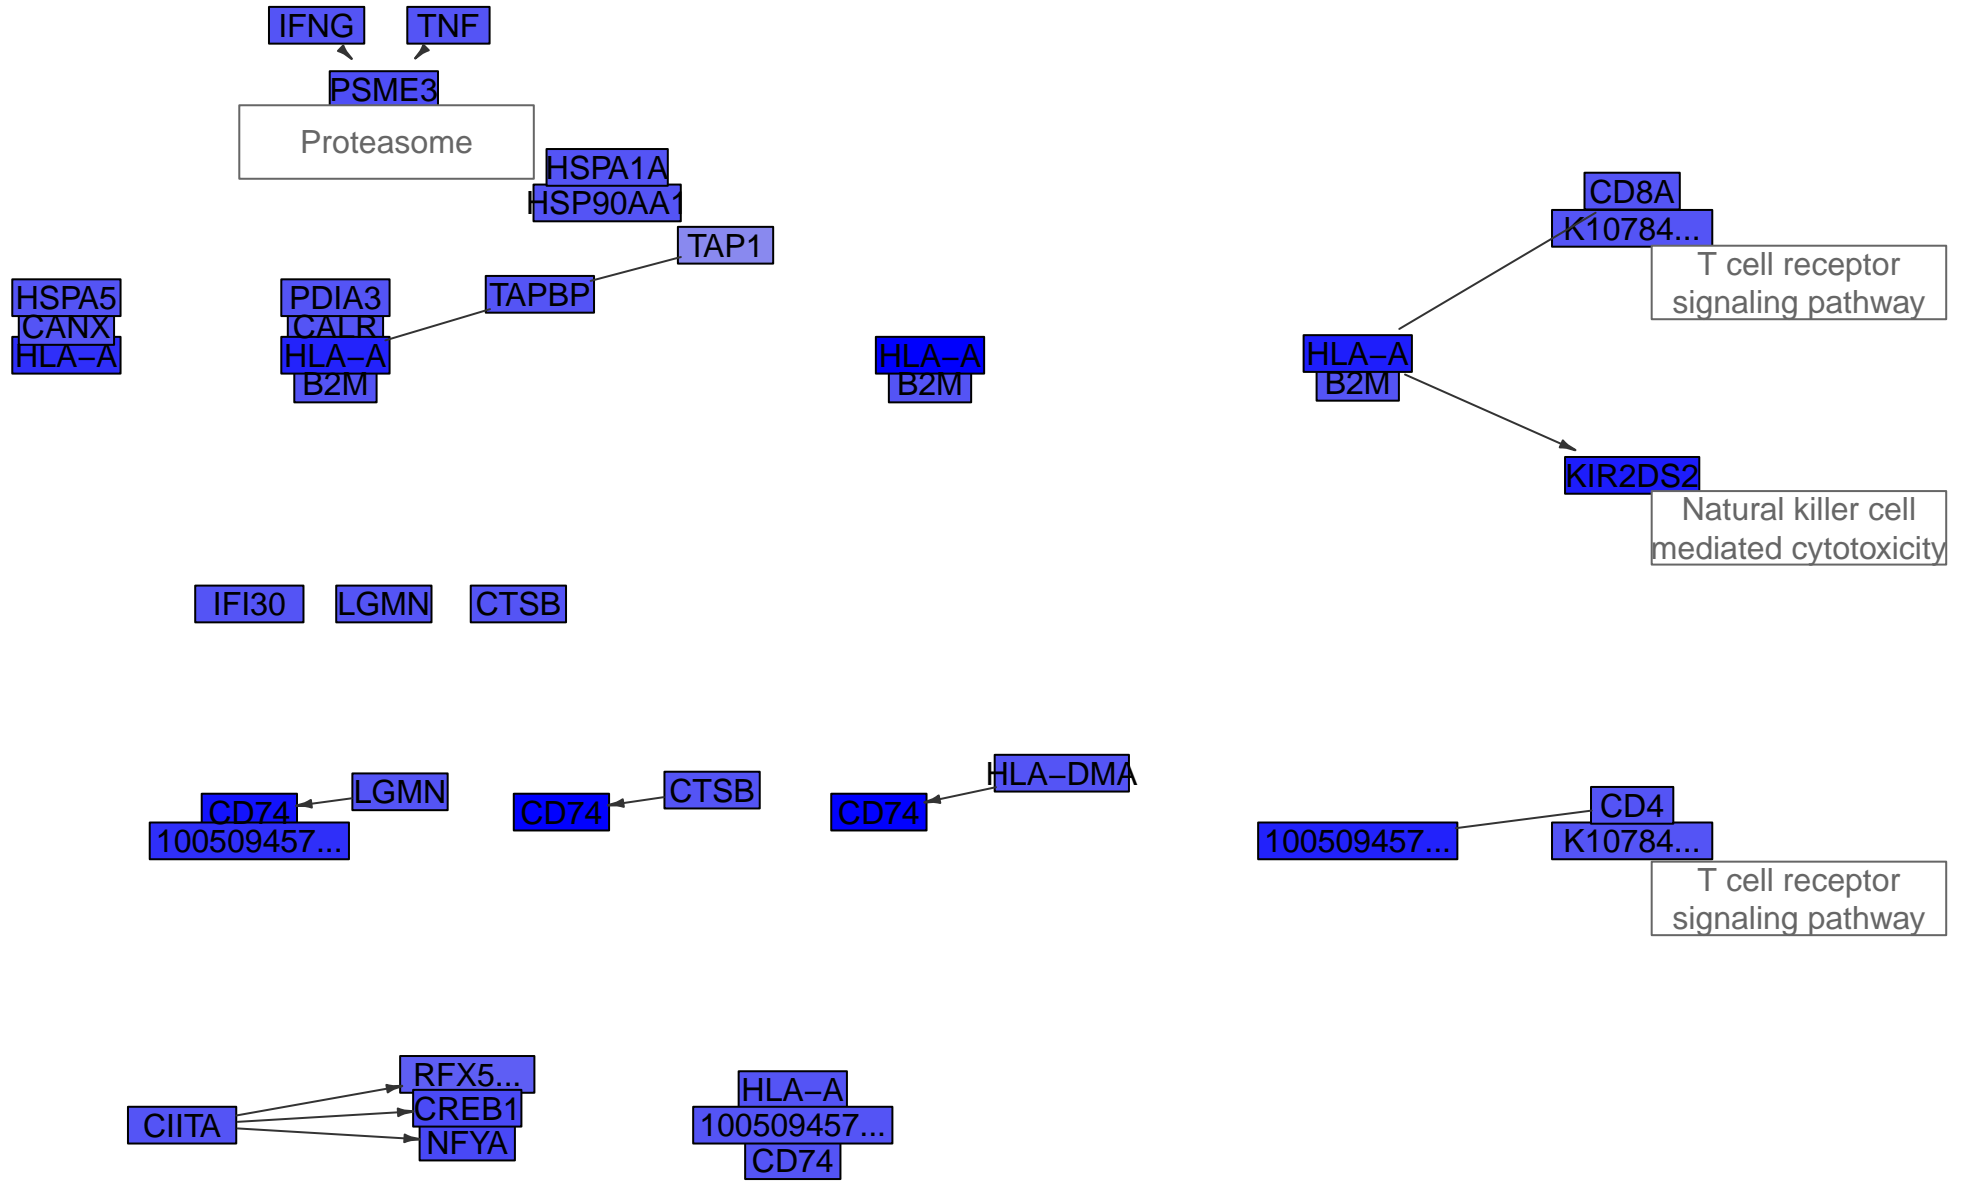 IFNG
TNF
PSME3
Proteasome
HSPA1A
HSP90AA1
TAP1
CD8A
K10784...
T cell receptor
signaling pathway
HSPA5
CANX
HLA−A
PDIA3
CALR
HLA−A
B2M
TAPBP
HLA−A
B2M
HLA−A
B2M
KIR2DS2
Natural killer cell
mediated cytotoxicity
IFI30
LGMN
CTSB
CD74
100509457...
LGMN
CD74
CTSB
CD74
HLA−DMA
100509457...
CD4
K10784...
T cell receptor
signaling pathway
CIITA
RFX5...
CREB1
NFYA
HLA−A
100509457...
CD74